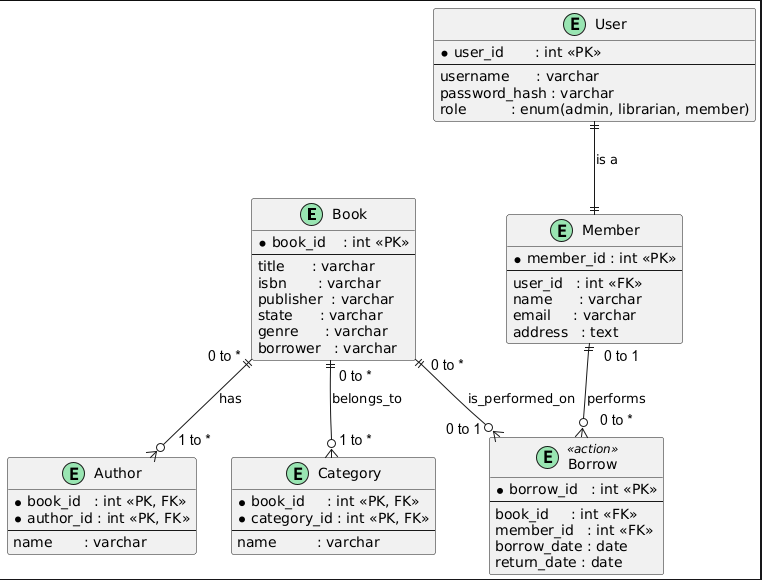 E User
* user_id : int «PK»
username : varchar
password_hash : varchar
role : enum(admin, librarian, member)
is a
E Book
* book_id : int «PK»
title : varchar
isbn : varchar
publisher : varchar
state : varchar
genre : varchar
borrower : varchar
E Member
* member_id : int «PK»
user_id : int «FK»
name : varchar
email : varchar
address : text
0 to *
0 to *
0 to *
0 to 1
has
belongs_to
is_performed_on
performs
1 to *
1 to *
0 to 1
0 to *
E Author
* book_id : int «PK, FK»
* author_id : int «PK, FK»
name : varchar
E Category
* book_id : int «PK, FK»
* category_id : int «PK, FK»
name : varchar
«action»
E Borrow
* borrow_id : int «PK»
book_id : int «FK»
member_id : int «FK»
borrow_date : date
return_date : date